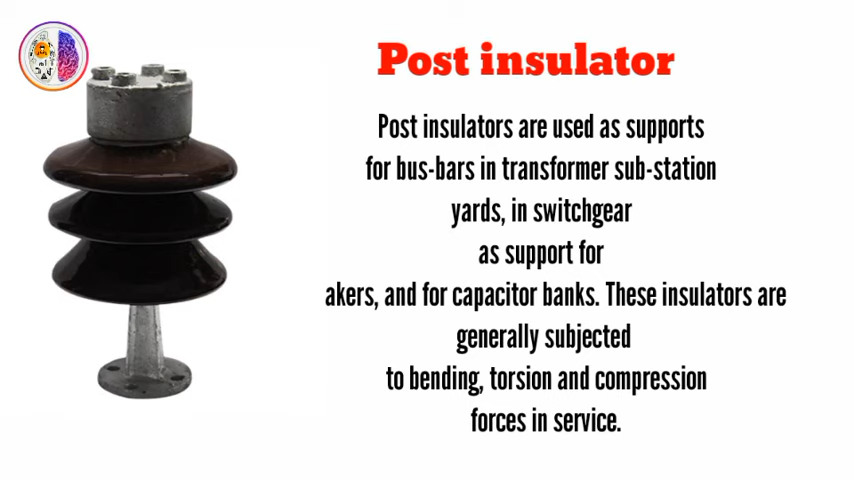 Post insulator
Post insulators are used as supports
for bus-bars in transformer sub-station
yards, in switchgear
as support for
akers, and for capacitor banks. These insulators are
generally subjected
to bending, torsion and compression
forces in service.